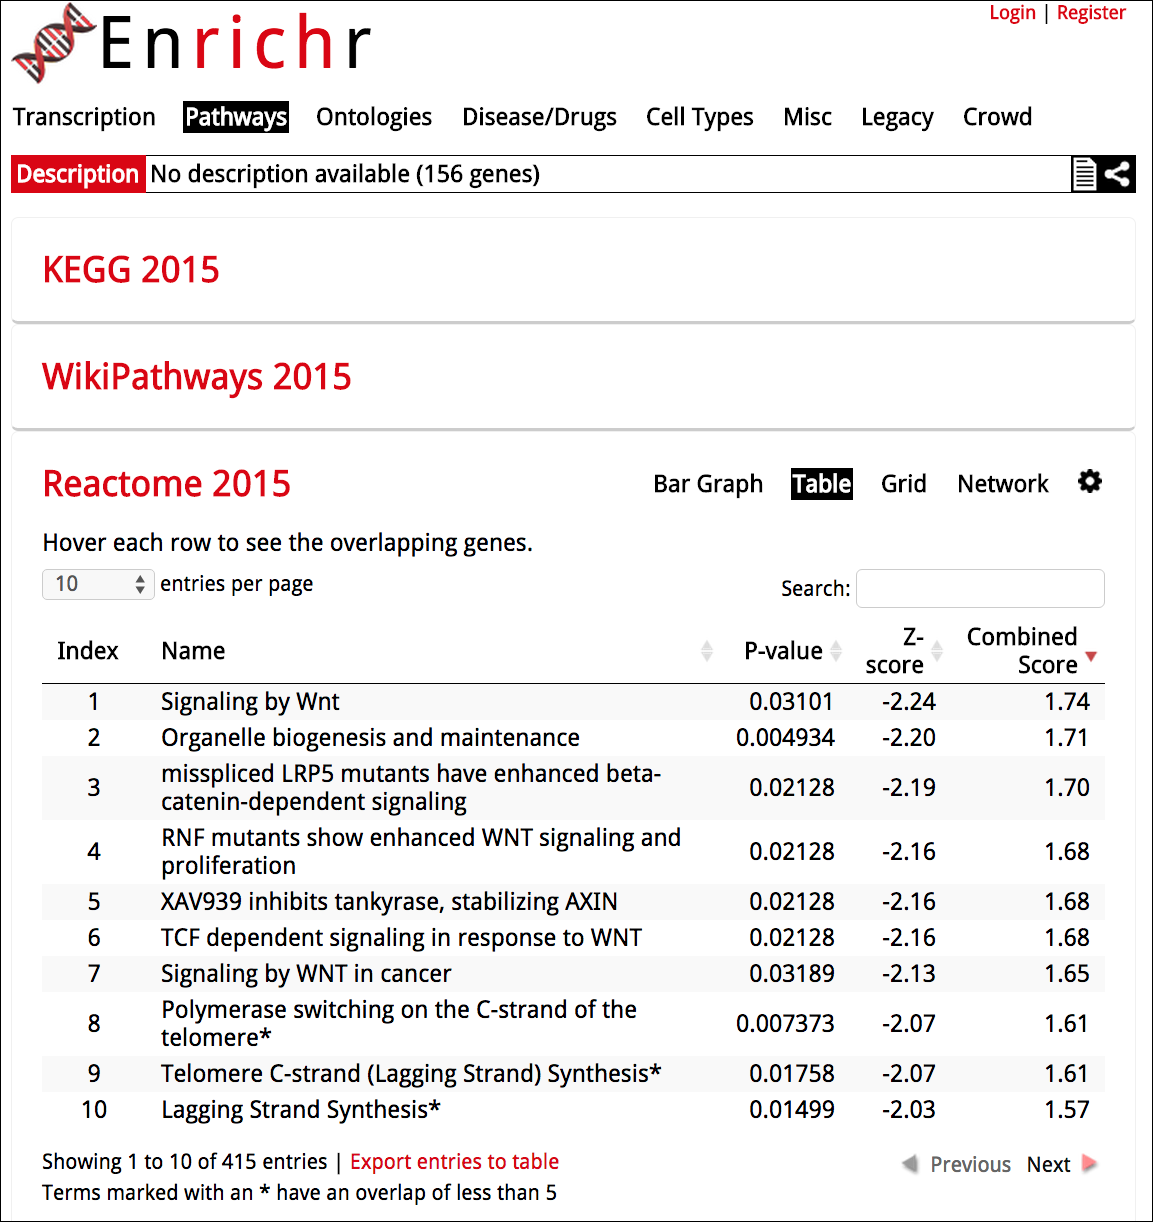 Login | Register
Enrichr
Transcription Pathways Ontologies Disease/Drugs Cell Types Misc Legacy Crowd
Description No description available (156 genes)
KEGG 2015
WikiPathways 2015
Reactome 2015 Bar Graph Table Grid Network
Hover each row to see the overlapping genes.
10 entries per page Search:
Index Name P-value Z-score Combined Score
1 Signaling by Wnt 0.03101 -2.24 1.74
2 Organelle biogenesis and maintenance 0.004934 -2.20 1.71
3 misspliced LRP5 mutants have enhanced beta-
catenin-dependent signaling 0.02128 -2.19 1.70
4 RNF mutants show enhanced WNT signaling and
proliferation 0.02128 -2.16 1.68
5 XAV939 inhibits tankyrase, stabilizing AXIN 0.02128 -2.16 1.68
6 TCF dependent signaling in response to WNT 0.02128 -2.16 1.68
7 Signaling by WNT in cancer 0.03189 -2.13 1.65
8 Polymerase switching on the C-strand of the
telomere* 0.007373 -2.07 1.61
9 Telomere C-strand (Lagging Strand) Synthesis* 0.01758 -2.07 1.61
10 Lagging Strand Synthesis* 0.01499 -2.03 1.57
Showing 1 to 10 of 415 entries | Export entries to table Previous Next
Terms marked with an * have an overlap of less than 5